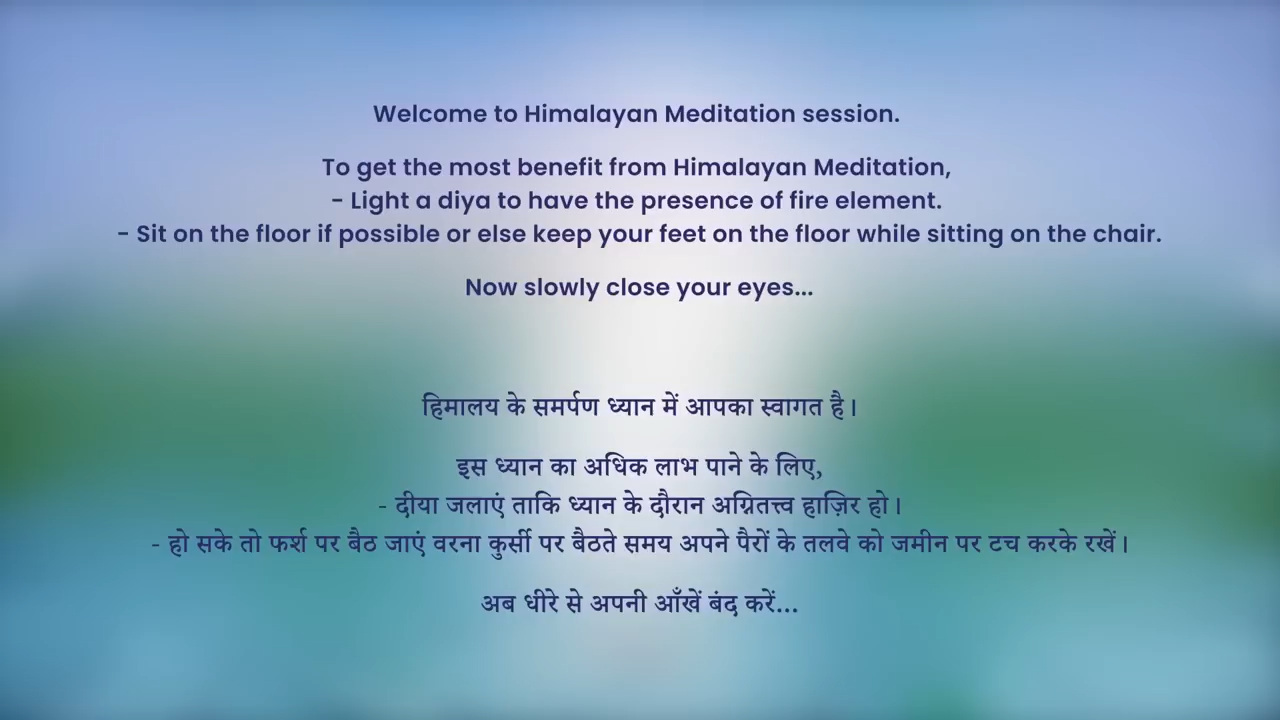 Welcome to Himalayan Meditation session.
To get the most benefit from Himalayan Meditation,
- Light a diya to have the presence of fire element.
- Sit on the floor if possible or else keep your feet on the floor while sitting on the chair.
Now slowly close your eyes...
हिमालय के समर्पण ध्यान में आपका स्वागत है।
इस ध्यान का अधिक लाभ पाने के लिए,
- दीया जलाएं ताकि ध्यान के दौरान अग्नितत्त्व हाज़िर हो।
- हो सके तो फर्श पर बैठ जाएं वरना कुर्सी पर बैठते समय अपने पैरों के तलवे को जमीन पर टच करके रखें।
अब धीरे से अपनी आँखें बंद करें...